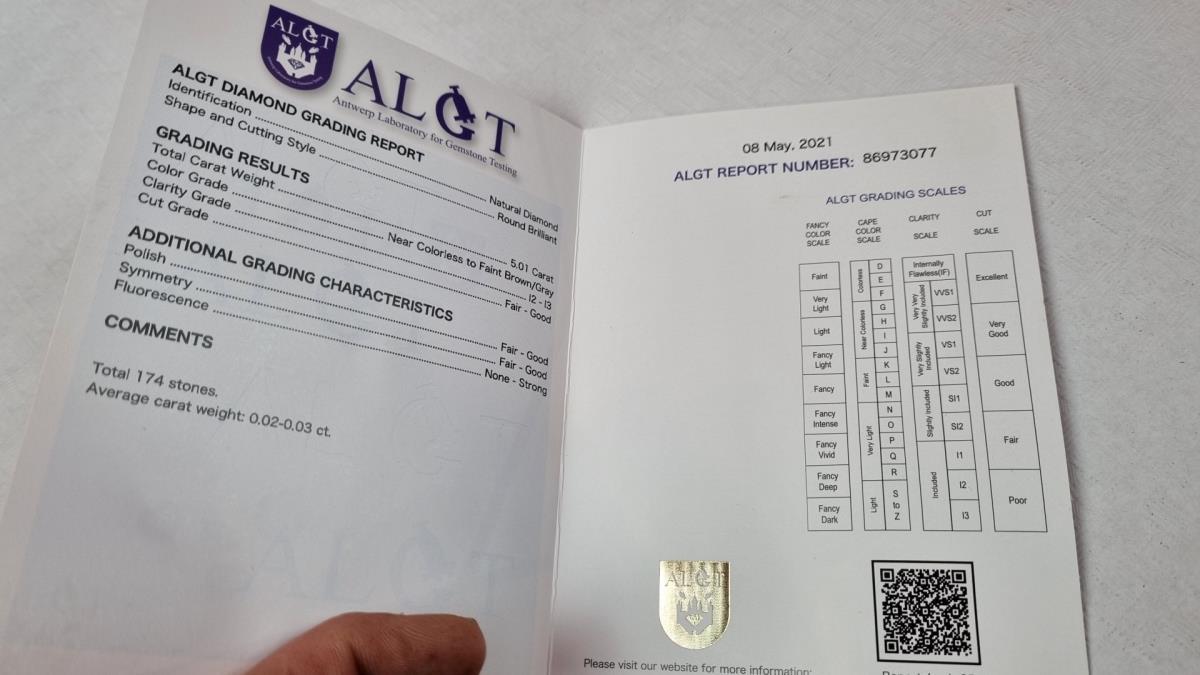 ALGT
ALGT
Antwerp Laboratory for Gemstone Testing
ALGT DIAMOND GRADING REPORT
Identification ........ Natural Diamond
Shape and Cutting Style ........ Round Brilliant
GRADING RESULTS
Total Carat Weight ........ 5.01 Carat
Color Grade ........ Near Colorless to Faint Brown/Gray
Clarity Grade ........ I2 - I3
Cut Grade ........ Fair - Good
ADDITIONAL GRADING CHARACTERISTICS
Polish ........ Fair - Good
Symmetry ........ Fair - Good
Fluorescence ........ None - Strong
COMMENTS
Total 174 stones.
Average carat weight: 0.02-0.03 ct.
08 May, 2021
ALGT REPORT NUMBER: 86973077
ALGT GRADING SCALES
FANCY
COLOR
SCALE
Faint
Very
Light
Light
Fancy
Light
Fancy
Fancy
Intense
Fancy
Vivid
Fancy
Deep
Fancy
Dark
CAPE
COLOR
SCALE
Colorless
D
E
F
Near Colorless
G
H
I
J
Faint
K
L
M
Very Light
N
O
P
Q
R
Light
S
to
Z
CLARITY
SCALE
Internally
Flawless(IF)
Very Very
Slightly Included
VVS1
VVS2
Very Slightly
Included
VS1
VS2
Slightly Included
SI1
SI2
Included
I1
I2
I3
CUT
SCALE
Excellent
Very
Good
Good
Fair
Poor
ALGT
Please visit our website for more information: